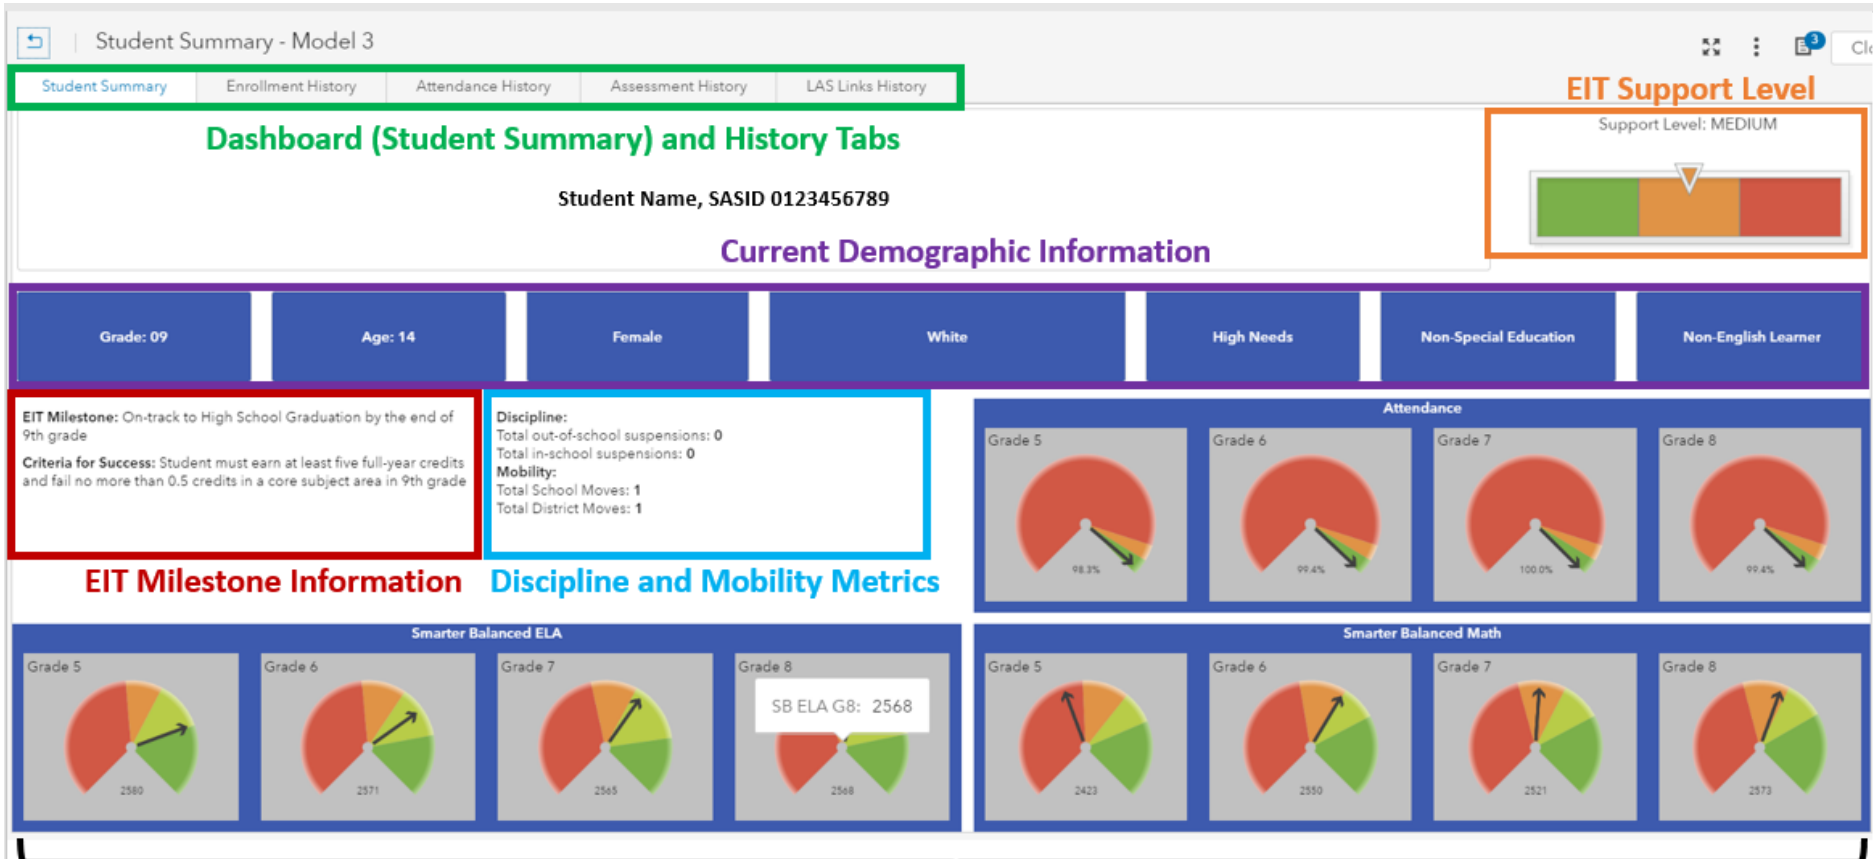 Student Summary - Model 3
3
Student Summary
Enrollment History
Attendance History
Assessment History
LAS Links History
EIT Support Level
Support Level: MEDIUM
Dashboard (Student Summary) and History Tabs
Student Name, SASID 0123456789
Current Demographic Information
Grade: 09
Age: 14
Female
White
High Needs
Non-Special Education
Non-English Learner
EIT Milestone: On-track to High School Graduation by the end of
9th grade
Criteria for Success: Student must earn at least five full-year credits
and fail no more than 0.5 credits in a core subject area in 9th grade
EIT Milestone Information
Discipline:
Total out-of-school suspensions: 0
Total in-school suspensions: 0
Mobility:
Total School Moves: 1
Total District Moves: 1
Discipline and Mobility Metrics
Attendance
Grade 5
98.3%
Grade 6
99.4%
Grade 7
100.0%
Grade 8
99.4%
Smarter Balanced ELA
Grade 5
2580
Grade 6
2571
Grade 7
2565
Grade 8
SB ELA G8: 2568
2568
Smarter Balanced Math
Grade 5
2423
Grade 6
2550
Grade 7
2521
Grade 8
2573